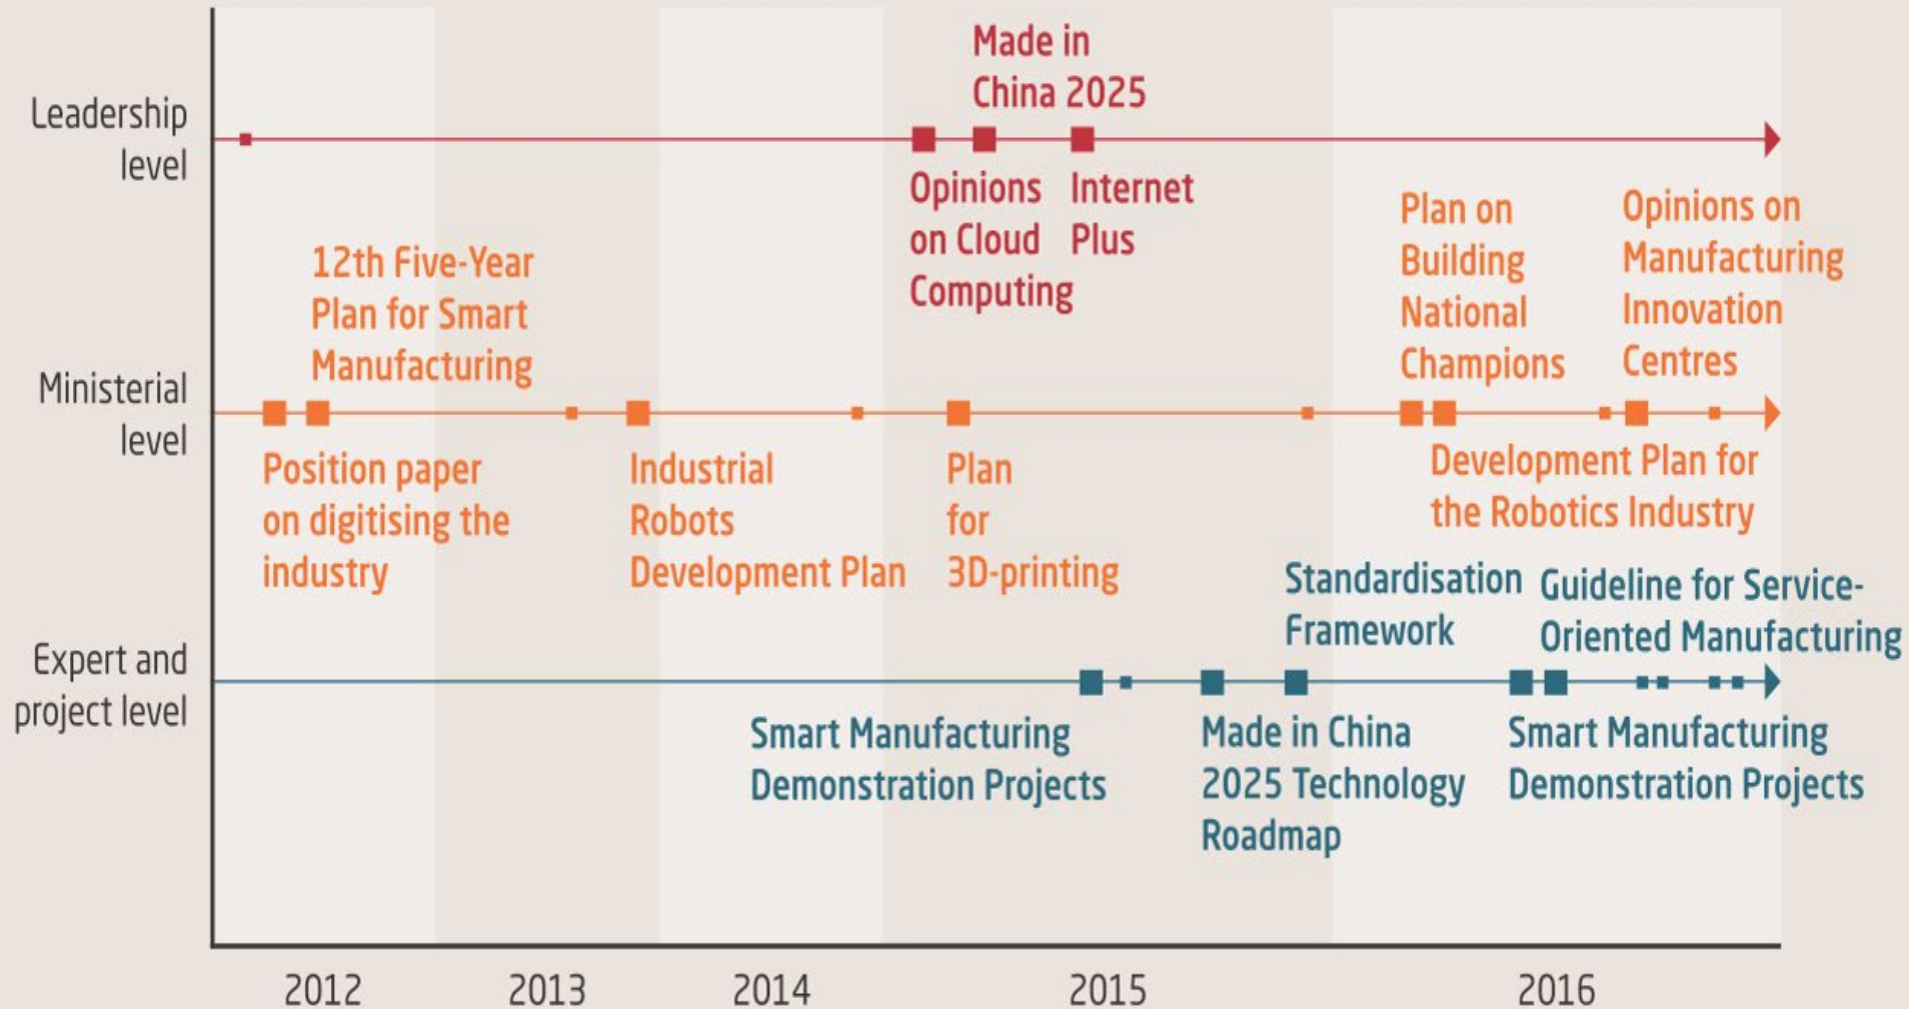 Made in
China 2025
Leadership
level
Opinions
on Cloud
Computing
Internet
Plus
12th Five-Year
Plan for Smart
Manufacturing
Plan on
Building
National
Champions
Opinions on
Manufacturing
Innovation
Centres
Ministerial
level
Position paper
on digitising the
industry
Industrial
Robots
Development Plan
Plan
for
3D-printing
Development Plan for
the Robotics Industry
Standardisation
Framework
Guideline for Service-
Oriented Manufacturing
Expert and
project level
Smart Manufacturing
Demonstration Projects
Made in China
2025 Technology
Roadmap
Smart Manufacturing
Demonstration Projects
2012
2013
2014
2015
2016